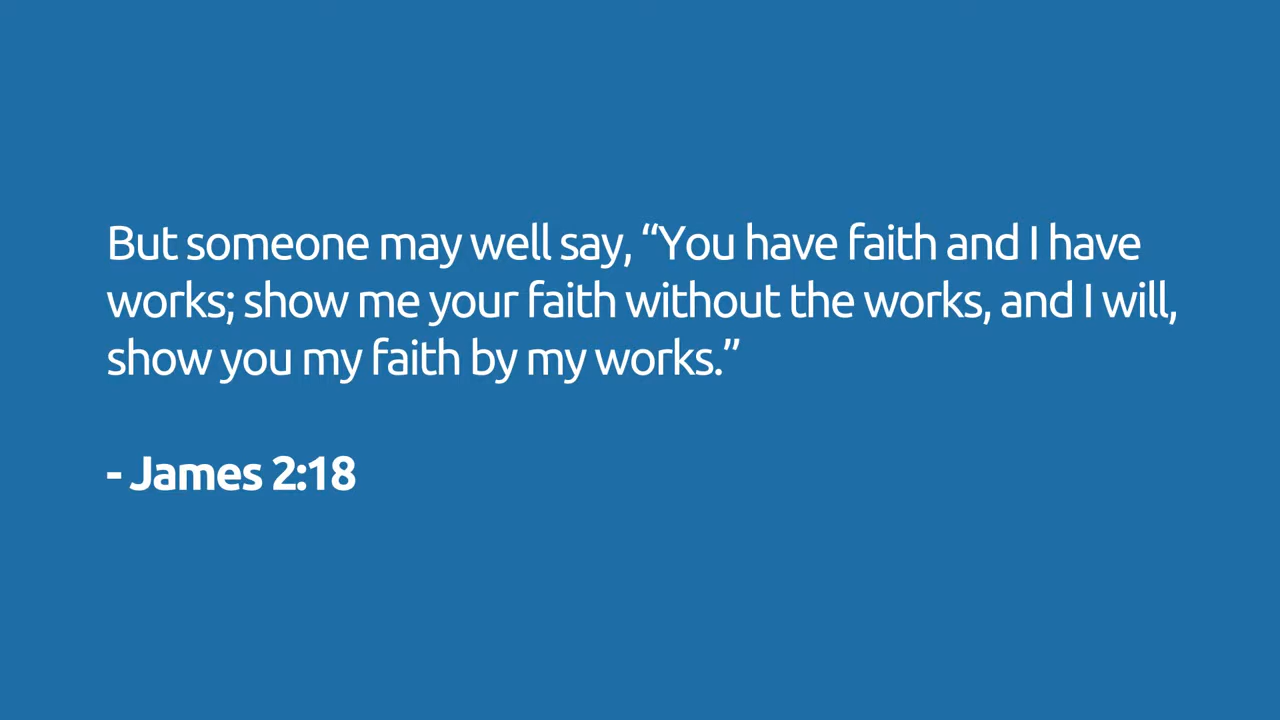 But someone may well say, “You have faith and I have
works; show me your faith without the works, and I will,
show you my faith by my works.”
- James 2:18